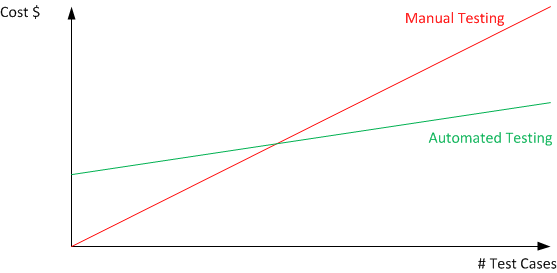 Cost $
Manual Testing
Automated Testing
# Test Cases